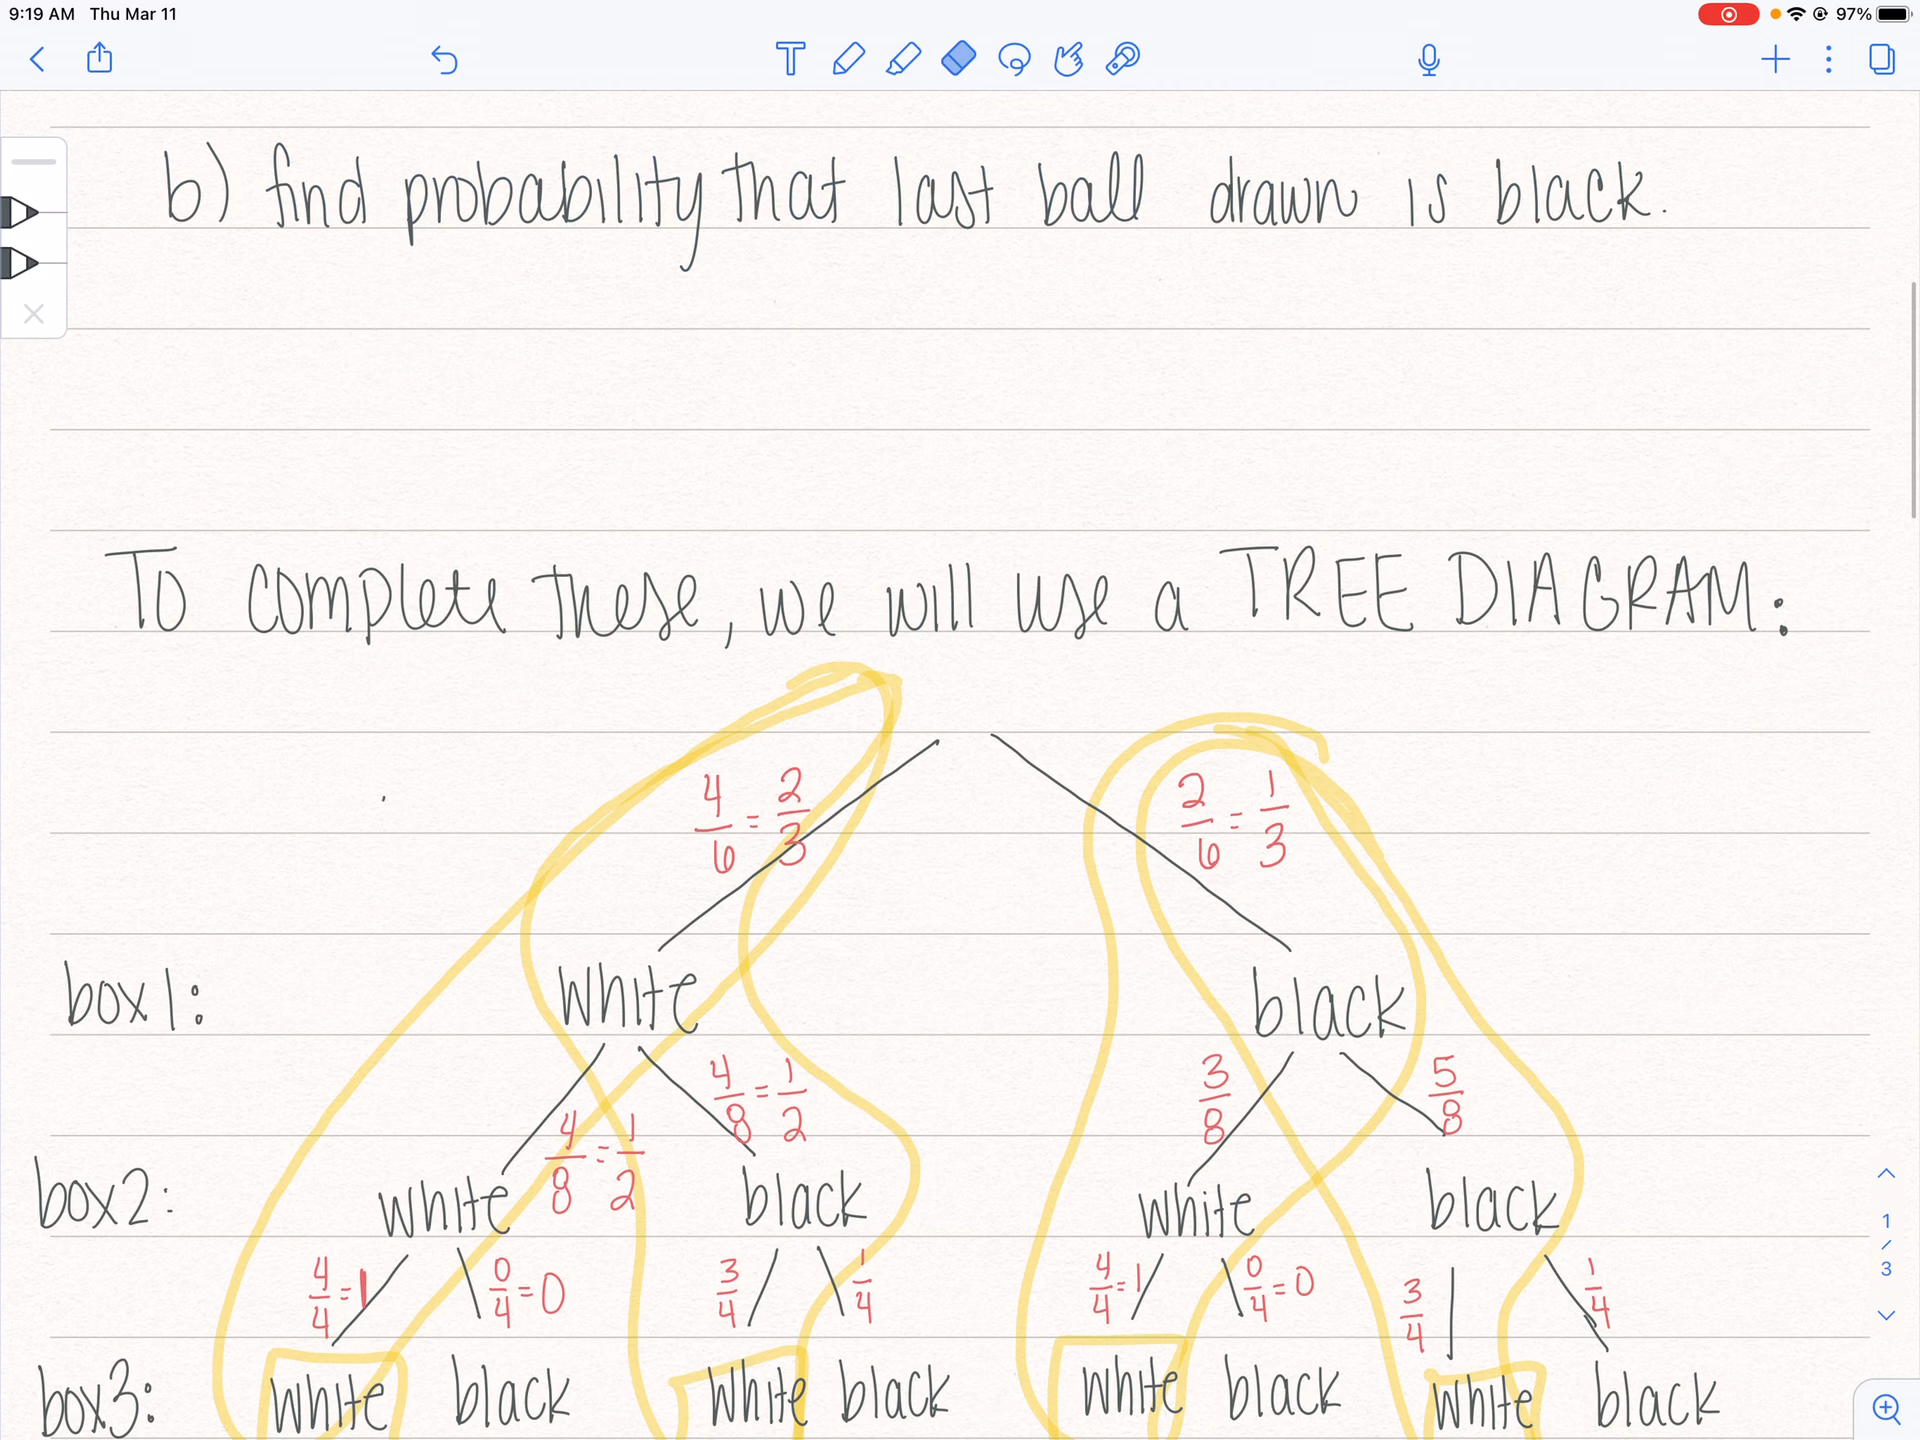 9:19 AM Thu Mar 11 97%
b) find probability that last ball drawn is black.
To complete these, we will use a TREE DIAGRAM:
4/6 = 2/3 2/6 = 1/3
box 1: white black
4/8 = 1/2 4/8 = 1/2 3/8 5/8
box 2: white black white black
4/4 = 1 0/4 = 0 3/4 1/4 4/4 = 1 0/4 = 0 3/4 1/4
box 3: white black white black white black white black
1 / 3